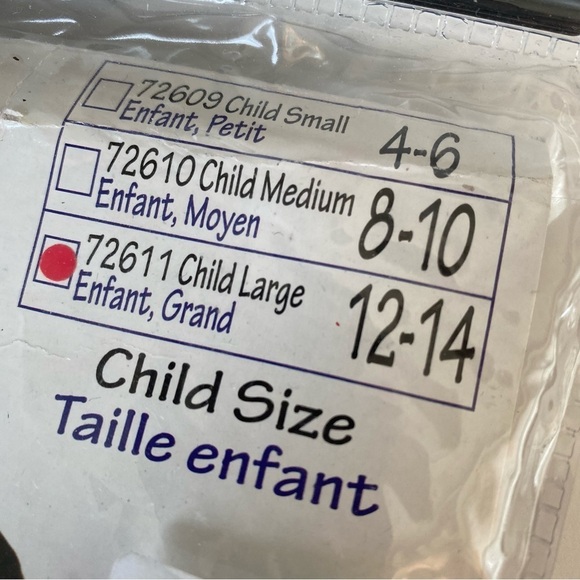 72609 Child Small
Enfant, Petit
4-6
72610 Child Medium
Enfant, Moyen
8-10
72611 Child Large
Enfant, Grand
12-14
Child Size
Taille enfant